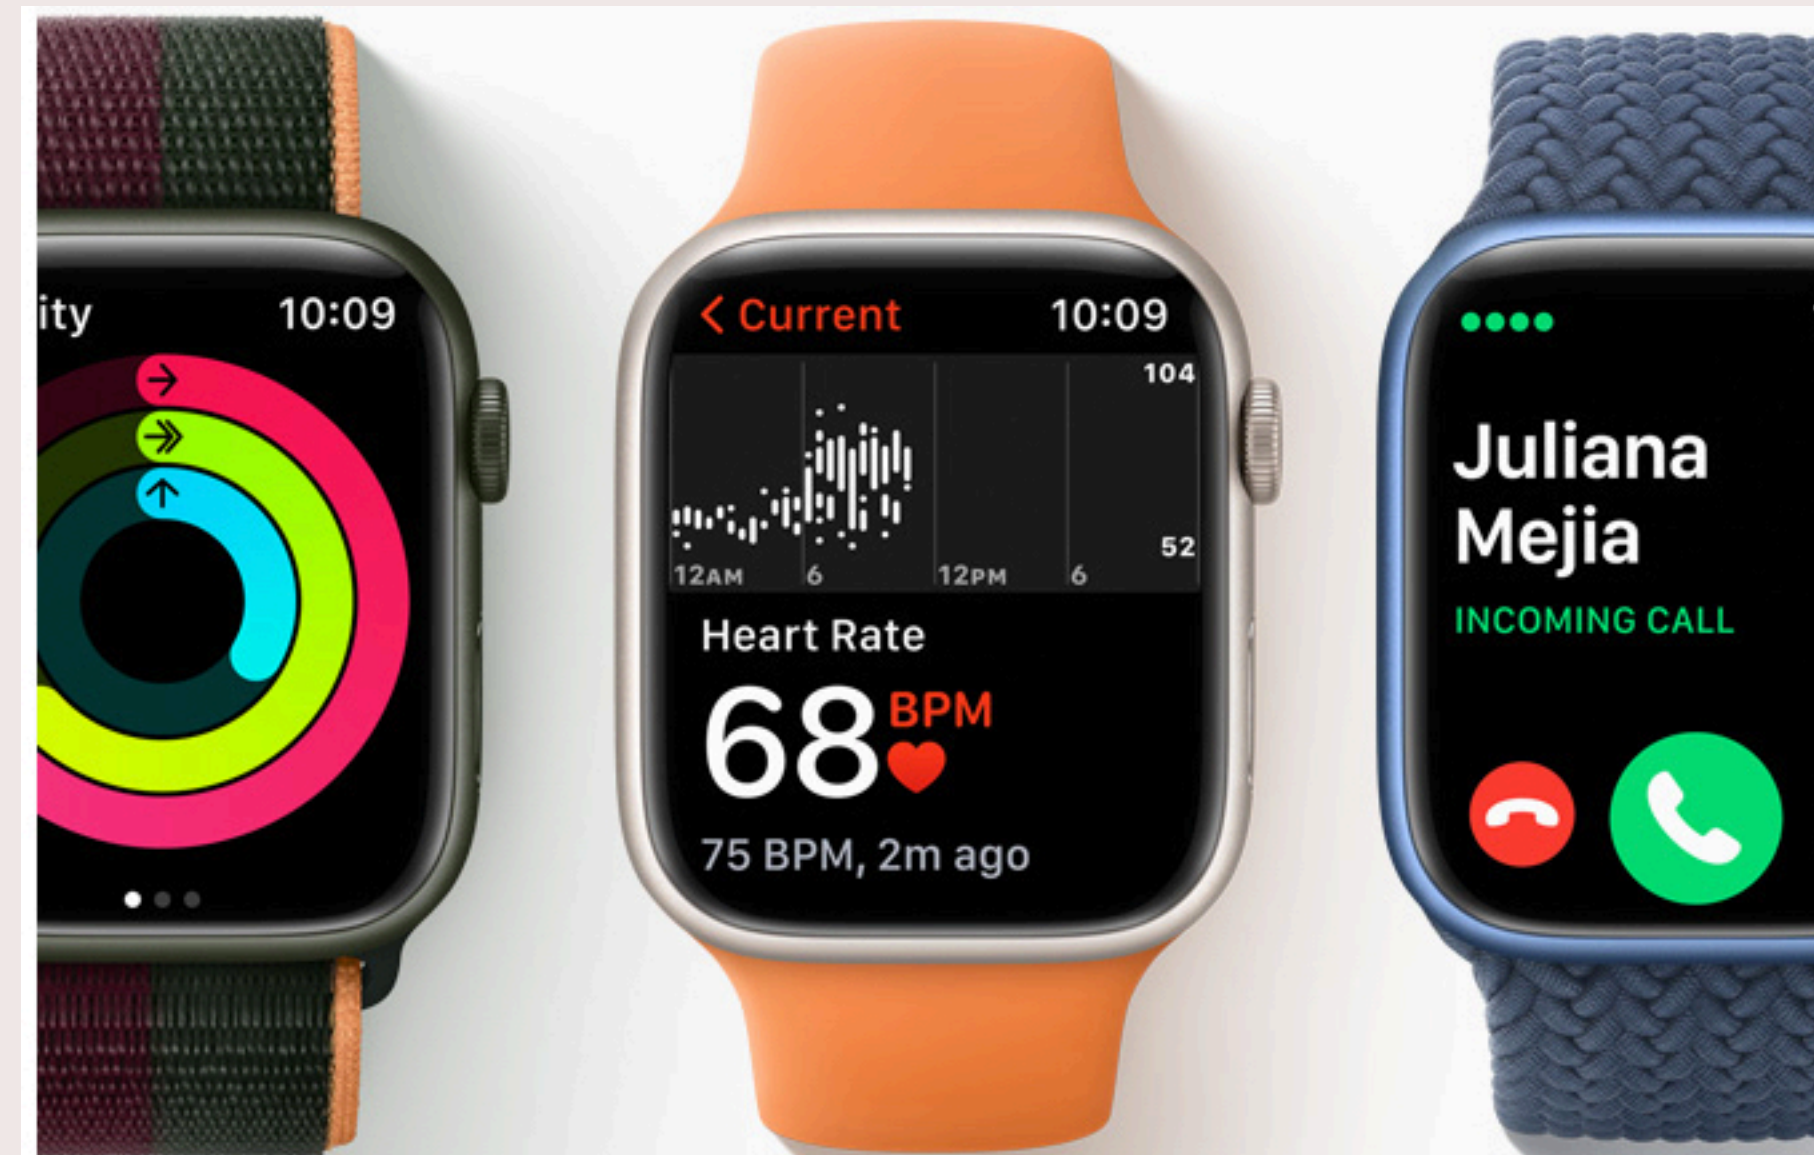 ity 10:09
< Current 10:09
104
52
12AM 6 12PM 6
Heart Rate
68 BPM
75 BPM, 2m ago
Juliana
Mejia
INCOMING CALL